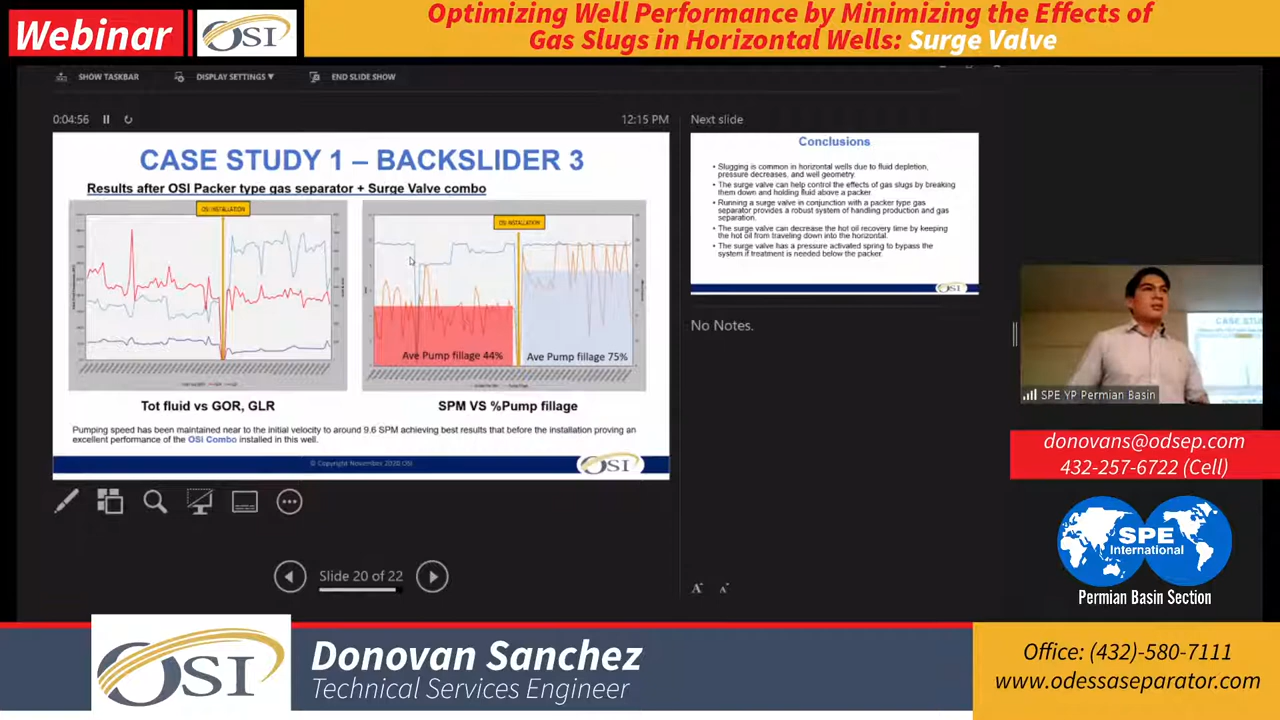 Webinar
OSI
Optimizing Well Performance by Minimizing the Effects of
Gas Slugs in Horizontal Wells: Surge Valve
SHOW TASKBAR
DISPLAY SETTINGS ▼
END SLIDE SHOW
0:04:56
12:15 PM
Next slide
CASE STUDY 1 – BACKSLIDER 3
Results after OSI Packer type gas separator + Surge Valve combo
OSI INSTALLATION
OSI INSTALLATION
Ave Pump fillage 44%
Ave Pump fillage 75%
Tot fluid vs GOR, GLR
SPM VS %Pump fillage
Pumping speed has been maintained near to the initial velocity to around 9.6 SPM achieving best results that before the installation proving an
excellent performance of the OSI Combo installed in this well.
© Copyright November 2020 OSI
OSI
Conclusions
• Slugging is common in horizontal wells due to fluid depletion,
pressure decreases, and well geometry.
• The surge valve can help control the effects of gas slugs by breaking
them down and holding fluid above a packer.
• Running a surge valve in conjunction with a packer type gas
separator provides a robust system of handling production and gas
separation.
• The surge valve can decrease the hot oil recovery time by keeping
the hot oil from traveling down into the horizontal.
• The surge valve has a pressure activated spring to bypass the
system if treatment is needed below the packer.
OSI
No Notes.
CASE STU
SPE YP Permian Basin
donovans@odsep.com
432-257-6722 (Cell)
SPE
International
Permian Basin Section
Slide 20 of 22
A A
OSI
Donovan Sanchez
Technical Services Engineer
Office: (432)-580-7111
www.odessaseparator.com